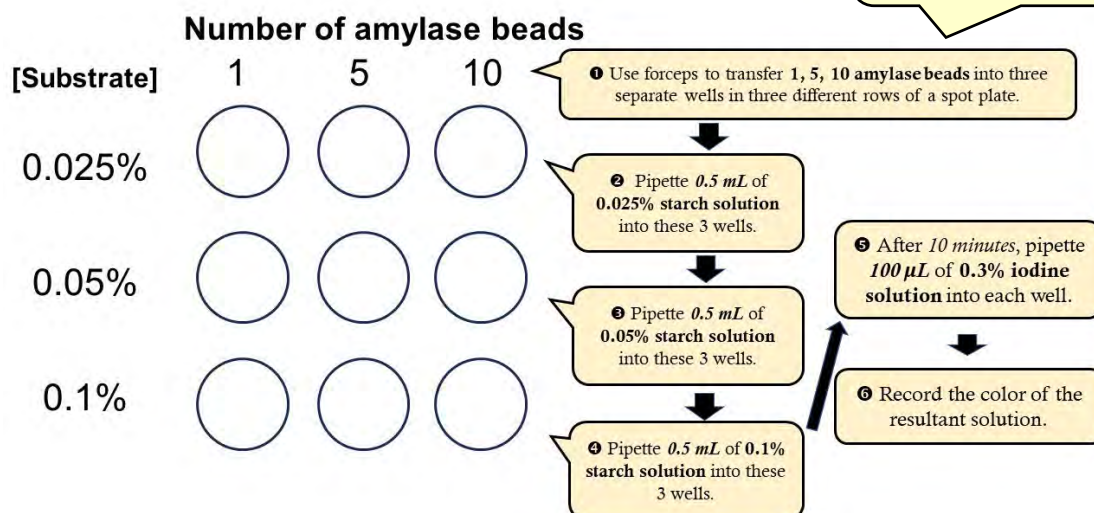 Number of amylase beads
[Substrate]
1 5 10
0.025%
0.05%
0.1%
❶ Use forceps to transfer 1, 5, 10 amylase beads into three
separate wells in three different rows of a spot plate.
❷ Pipette 0.5 mL of
0.025% starch solution
into these 3 wells.
❸ Pipette 0.5 mL of
0.05% starch solution
into these 3 wells.
❹ Pipette 0.5 mL of 0.1%
starch solution into these
3 wells.
❺ After 10 minutes, pipette
100 µL of 0.3% iodine
solution into each well.
❻ Record the color of the
resultant solution.